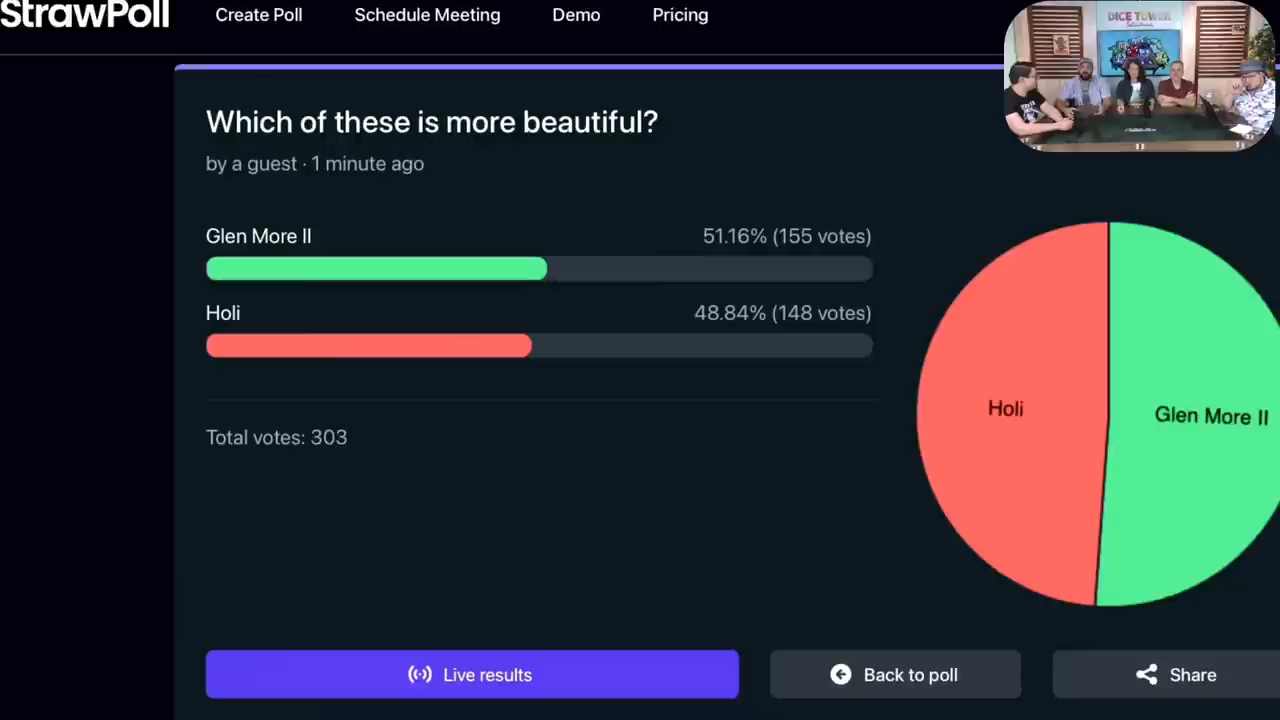 StrawPoll
Create Poll
Schedule Meeting
Demo
Pricing
DICE TOWER
Which of these is more beautiful?
by a guest · 1 minute ago
Glen More II
51.16% (155 votes)
Holi
48.84% (148 votes)
Total votes: 303
Holi
Glen More II
Live results
Back to poll
Share